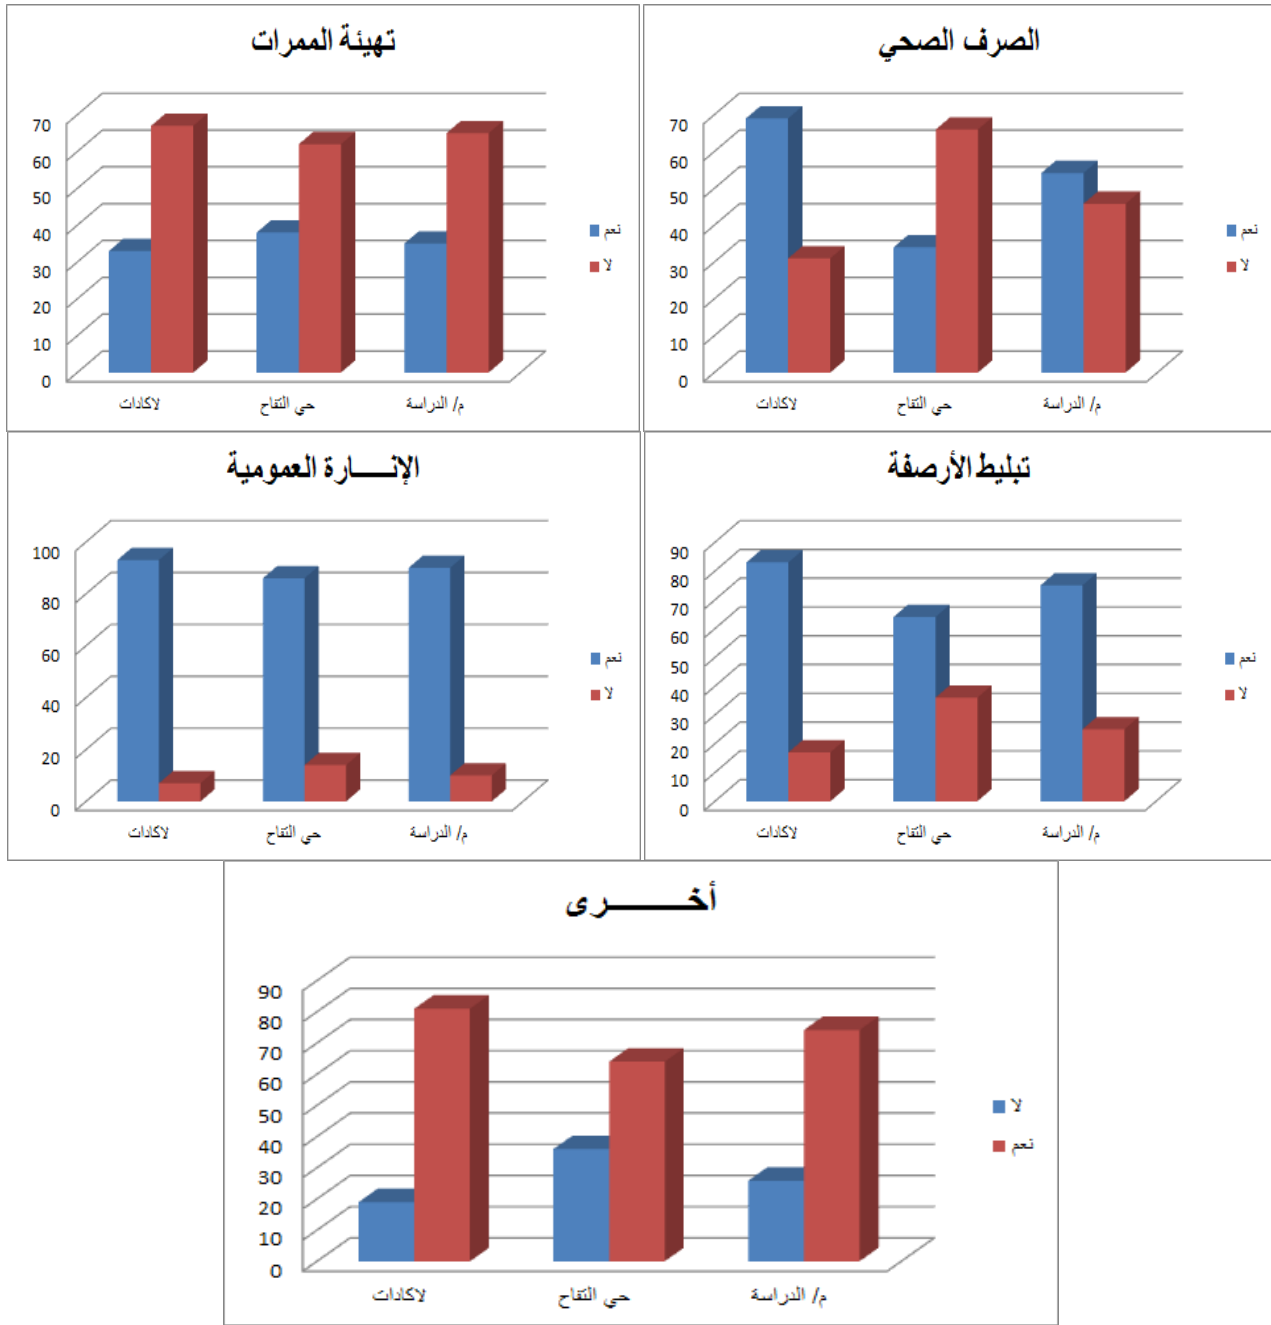 تهيئة الممرات
70
60
50
40
30
20
10
0
لاكادات
حي التفاح
م/ الدراسة
نعم
لا
الصرف الصحي
70
60
50
40
30
20
10
0
لاكادات
حي التفاح
م/ الدراسة
نعم
لا
الإنــــارة العمومية
100
80
60
40
20
0
لاكادات
حي التفاح
م/ الدراسة
نعم
لا
تبليط الأرصفة
90
80
70
60
50
40
30
20
10
0
لاكادات
حي التفاح
م/ الدراسة
نعم
لا
أخـــــــرى
90
80
70
60
50
40
30
20
10
0
لاكادات
حي التفاح
م/ الدراسة
لا
نعم